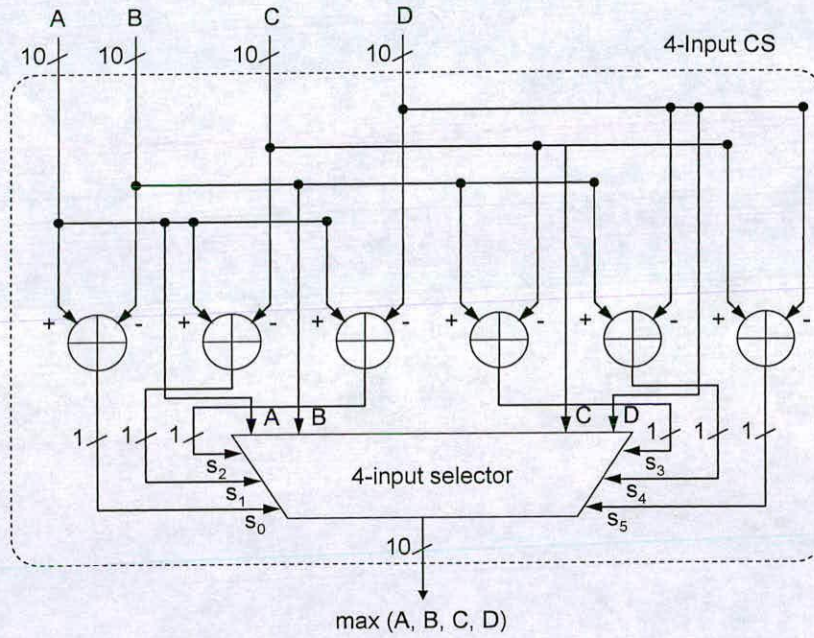 A B C D
10 10 10 10
4-Input CS
+ - + - + - + - + - + -
A B C D
1 1 1 1 1 1
s2 s3
4-input selector
s1 s4
s0 s5
10
max (A, B, C, D)